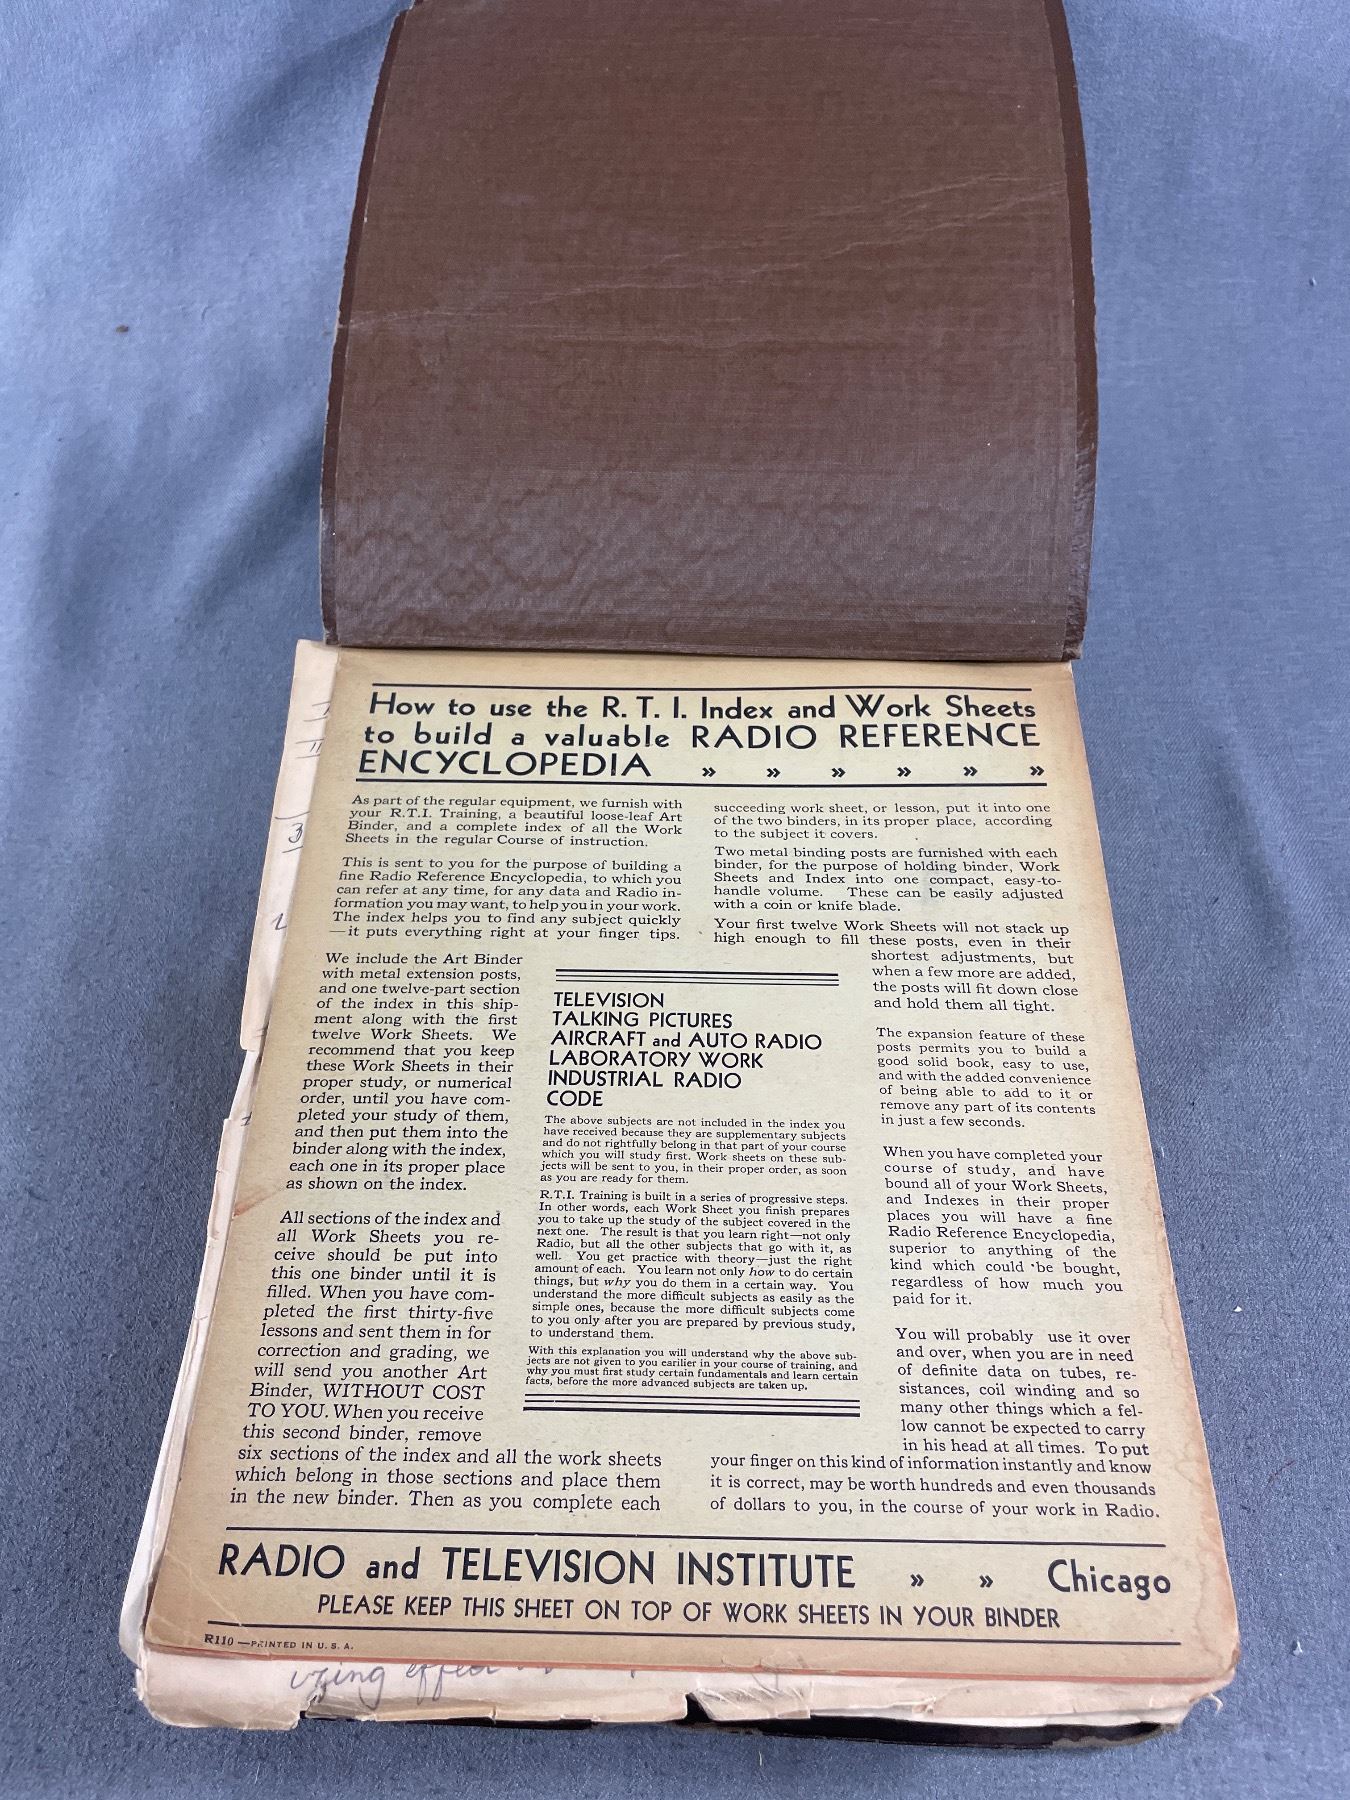 How to use the R. T. I. Index and Work Sheets
to build a valuable RADIO REFERENCE
ENCYCLOPEDIA » » » » » »
As part of the regular equipment, we furnish with
your R.T.I. Training, a beautiful loose-leaf Art
Binder, and a complete index of all the Work
Sheets in the regular Course of instruction.
This is sent to you for the purpose of building a
fine Radio Reference Encyclopedia, to which you
can refer at any time, for any data and Radio in-
formation you may want, to help you in your work.
The index helps you to find any subject quickly
—it puts everything right at your finger tips.
We include the Art Binder
with metal extension posts,
and one twelve-part section
of the index in this ship-
ment along with the first
twelve Work Sheets. We
recommend that you keep
these Work Sheets in their
proper study, or numerical
order, until you have com-
pleted your study of them,
and then put them into the
binder along with the index,
each one in its proper place
as shown on the index.
All sections of the index and
all Work Sheets you re-
ceive should be put into
this one binder until it is
filled. When you have com-
pleted the first thirty-five
lessons and sent them in for
correction and grading, we
will send you another Art
Binder, WITHOUT COST
TO YOU. When you receive
this second binder, remove
six sections of the index and all the work sheets
which belong in those sections and place them
in the new binder. Then as you complete each
succeeding work sheet, or lesson, put it into one
of the two binders, in its proper place, according
to the subject it covers.
Two metal binding posts are furnished with each
binder, for the purpose of holding binder, Work
Sheets and Index into one compact, easy-to-
handle volume. These can be easily adjusted
with a coin or knife blade.
Your first twelve Work Sheets will not stack up
high enough to fill these posts, even in their
shortest adjustments, but
when a few more are added,
the posts will fit down close
and hold them all tight.
The expansion feature of these
posts permits you to build a
good solid book, easy to use,
and with the added convenience
of being able to add to it or
remove any part of its contents
in just a few seconds.
When you have completed your
course of study, and have
bound all of your Work Sheets,
and Indexes in their proper
places you will have a fine
Radio Reference Encyclopedia,
superior to anything of the
kind which could be bought,
regardless of how much you
paid for it.
You will probably use it over
and over, when you are in need
of definite data on tubes, re-
sistances, coil winding and so
many other things which a fel-
low cannot be expected to carry
in his head at all times. To put
your finger on this kind of information instantly and know
it is correct, may be worth hundreds and even thousands
of dollars to you, in the course of your work in Radio.
TELEVISION
TALKING PICTURES
AIRCRAFT and AUTO RADIO
LABORATORY WORK
INDUSTRIAL RADIO
CODE
The above subjects are not included in the index you
have received because they are supplementary subjects
and do not rightfully belong in that part of your course
which you will study first. Work sheets on these sub-
jects will be sent to you, in their proper order, as soon
as you are ready for them.
R.T.I. Training is built in a series of progressive steps.
In other words, each Work Sheet you finish prepares
you to take up the study of the subject covered in the
next one. The result is that you learn right—not only
Radio, but all the other subjects that go with it, as
well. You get practice with theory—just the right
amount of each. You learn not only how to do certain
things, but why you do them in a certain way. You
understand the more difficult subjects as easily as the
simple ones, because the more difficult subjects come
to you only after you are prepared by previous study,
to understand them.
With this explanation you will understand why the above sub-
jects are not given to you earilier in your course of training, and
why you must first study certain fundamentals and learn certain
facts, before the more advanced subjects are taken up.
RADIO and TELEVISION INSTITUTE » » Chicago
PLEASE KEEP THIS SHEET ON TOP OF WORK SHEETS IN YOUR BINDER
R110—PRINTED IN U. S. A.